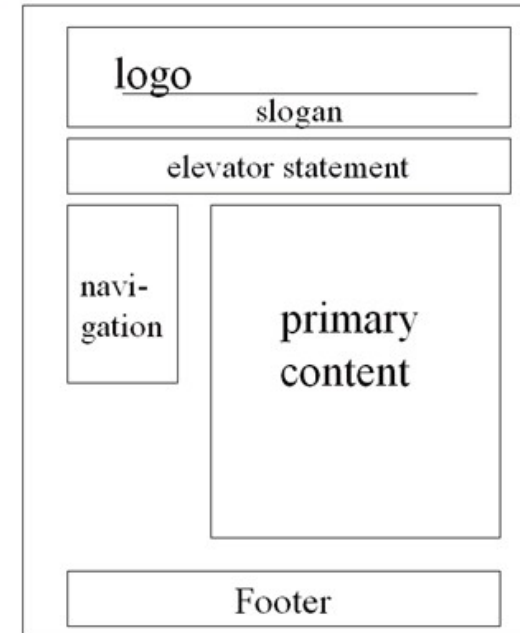 logo
slogan
elevator statement
navi-
gation
primary
content
Footer